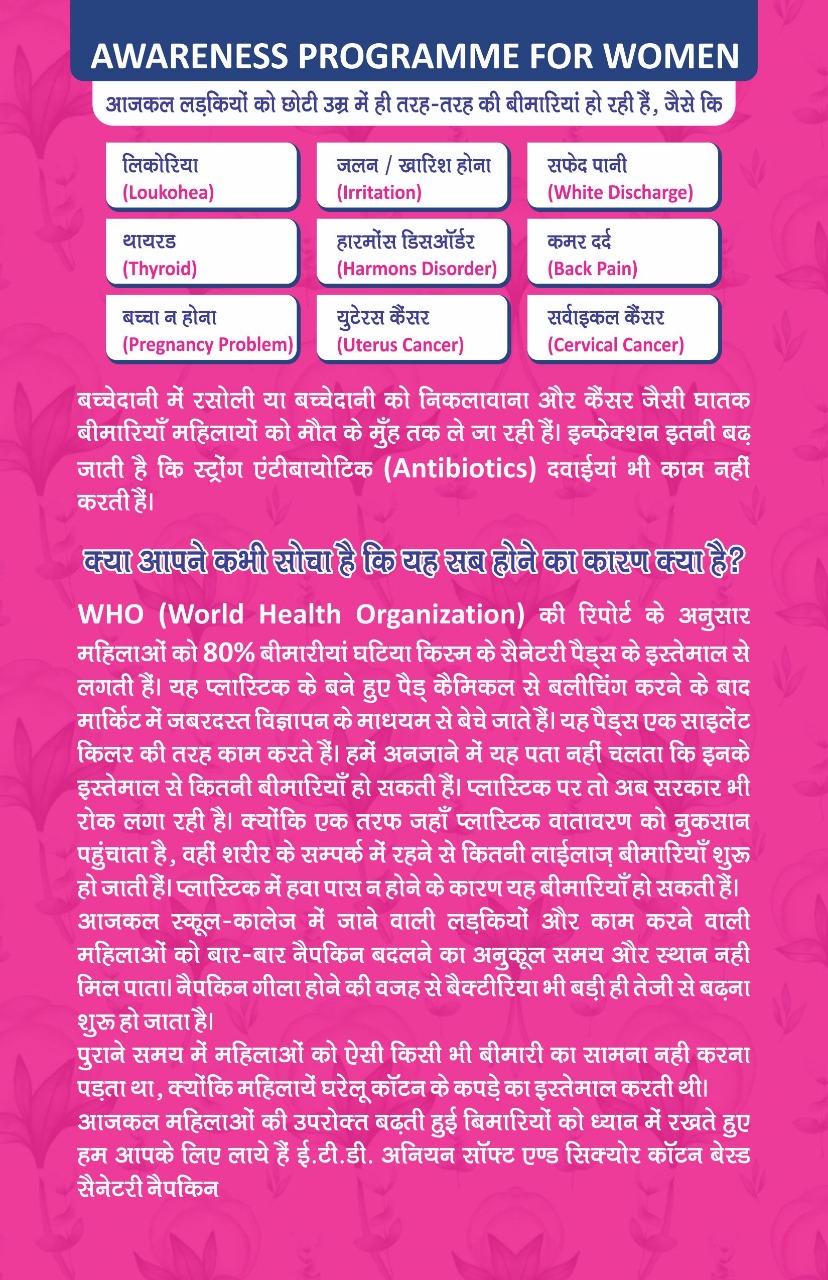 AWARENESS PROGRAMME FOR WOMEN
आजकल लड़कियों को छोटी उम्र में ही तरह-तरह की बीमारियां हो रही हैं, जैसे कि
लिकोरिया
(Loukohea)
जलन / खारिश होना
(Irritation)
सफेद पानी
(White Discharge)
थायरड
(Thyroid)
हारमोंस डिसऑर्डर
(Harmons Disorder)
कमर दर्द
(Back Pain)
बच्चा न होना
(Pregnancy Problem)
युटेरस कैंसर
(Uterus Cancer)
सर्वाइकल कैंसर
(Cervical Cancer)
बच्चेदानी में रसोली या बच्चेदानी को निकलावाना और कैंसर जैसी घातक
बीमारियाँ महिलायों को मौत के मुँह तक ले जा रही हैं। इन्फेक्शन इतनी बढ़
जाती है कि स्ट्रोंग एंटीबायोटिक (Antibiotics) दवाईयां भी काम नहीं
करती हैं।
क्या आपने कभी सोचा है कि यह सब होने का कारण क्या है?
WHO (World Health Organization) की रिपोर्ट के अनुसार
महिलाओं को 80% बीमारीयां घटिया किस्म के सैनेटरी पैड्स के इस्तेमाल से
लगती हैं। यह प्लास्टिक के बने हुए पैड् कैमिकल से बलीचिंग करने के बाद
मार्किट में जबरदस्त विज्ञापन के माध्यम से बेचे जाते हैं। यह पैड्स एक साइलेंट
किलर की तरह काम करते हैं। हमें अनजाने में यह पता नहीं चलता कि इनके
इस्तेमाल से कितनी बीमारियाँ हो सकती हैं। प्लास्टिक पर तो अब सरकार भी
रोक लगा रही है। क्योंकि एक तरफ जहाँ प्लास्टिक वातावरण को नुकसान
पहुंचाता है, वहीं शरीर के सम्पर्क में रहने से कितनी लाईलाज़ बीमारियाँ शुरू
हो जाती हैं। प्लास्टिक में हवा पास न होने के कारण यह बीमारियाँ हो सकती हैं।
आजकल स्कूल-कालेज में जाने वाली लड़कियों और काम करने वाली
महिलाओं को बार-बार नैपकिन बदलने का अनुकूल समय और स्थान नही
मिल पाता। नैपकिन गीला होने की वजह से बैक्टीरिया भी बड़ी ही तेजी से बढ़ना
शुरू हो जाता है।
पुराने समय में महिलाओं को ऐसी किसी भी बीमारी का सामना नही करना
पड़ता था, क्योंकि महिलायें घरेलू कॉटन के कपड़े का इस्तेमाल करती थी।
आजकल महिलाओं की उपरोक्त बढ़ती हुई बिमारियों को ध्यान में रखते हुए
हम आपके लिए लाये हैं ई.टी.डी. अनियन सॉफ्ट एण्ड सिक्योर कॉटन बेस्ड
सैनेटरी नैपकिन